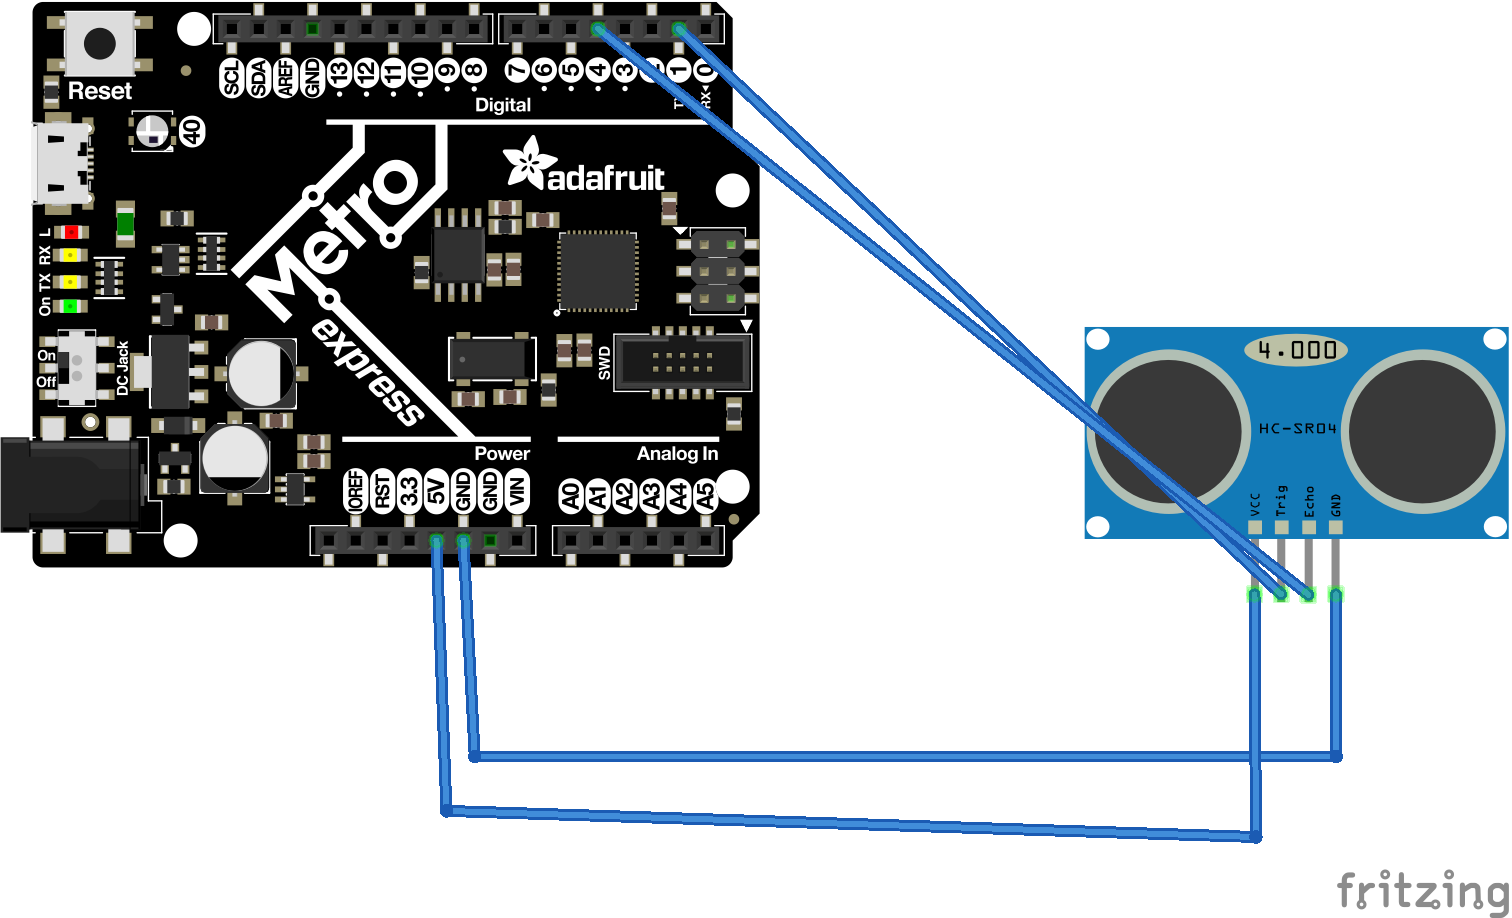 Reset
SCL
SDA
AREF
GND
13
12
11
10
9
8
7
6
5
4
3
1
0
Digital
RX
40
adafruit
Metro
express
L
RX
TX
On
On
Off
DC Jack
SWD
Power
Analog In
IOREF
RST
3.3
5V
GND
GND
VIN
A0
A1
A2
A3
A4
A5
4.000
HC-SR04
VCC
Trig
Echo
GND
fritzing